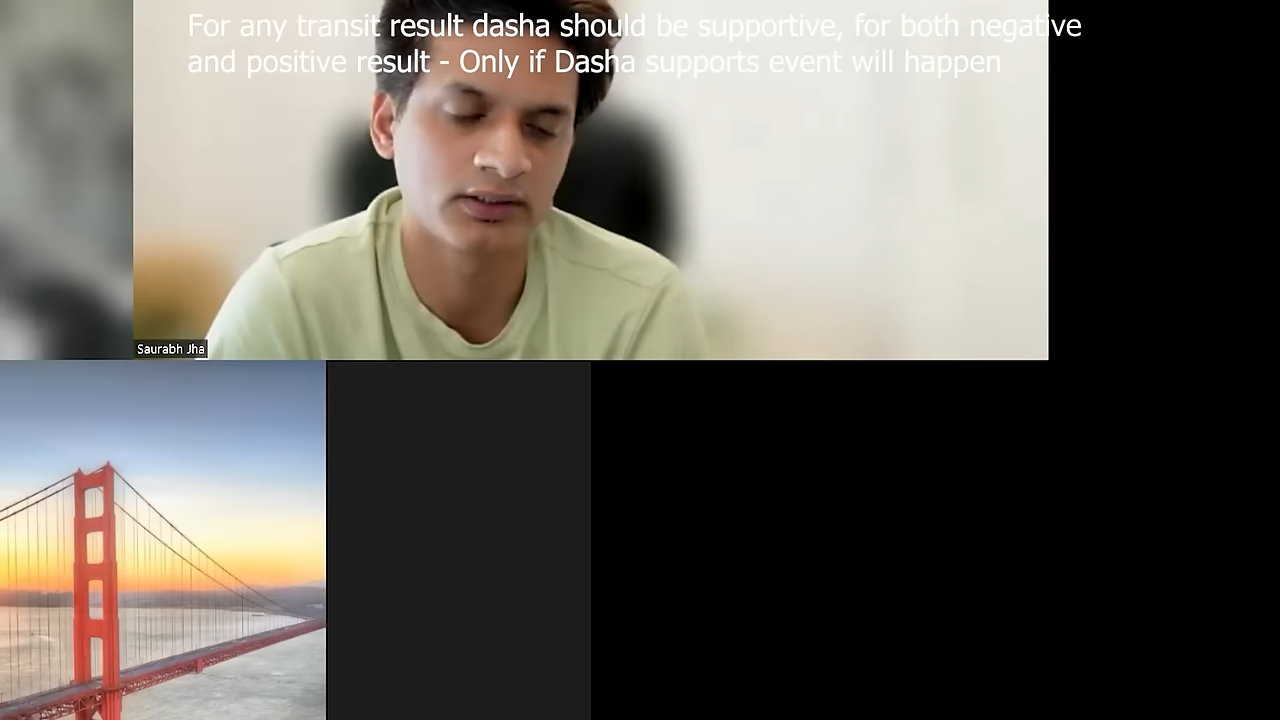 For any transit result dasha should be supportive, for both negative
and positive result - Only if Dasha supports event will happen
Saurabh Jha